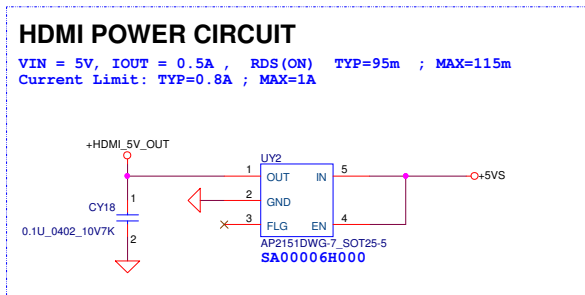 HDMI POWER CIRCUIT
VIN = 5V, IOUT = 0.5A , RDS(ON) TYP=95m ; MAX=115m
Current Limit: TYP=0.8A ; MAX=1A
+HDMI_5V_OUT
UY2
1 OUT IN 5
+5VS
2 GND
3 FLG EN 4
CY18
1
0.1U_0402_10V7K
2
AP2151DWG-7_SOT25-5
SA00006H000